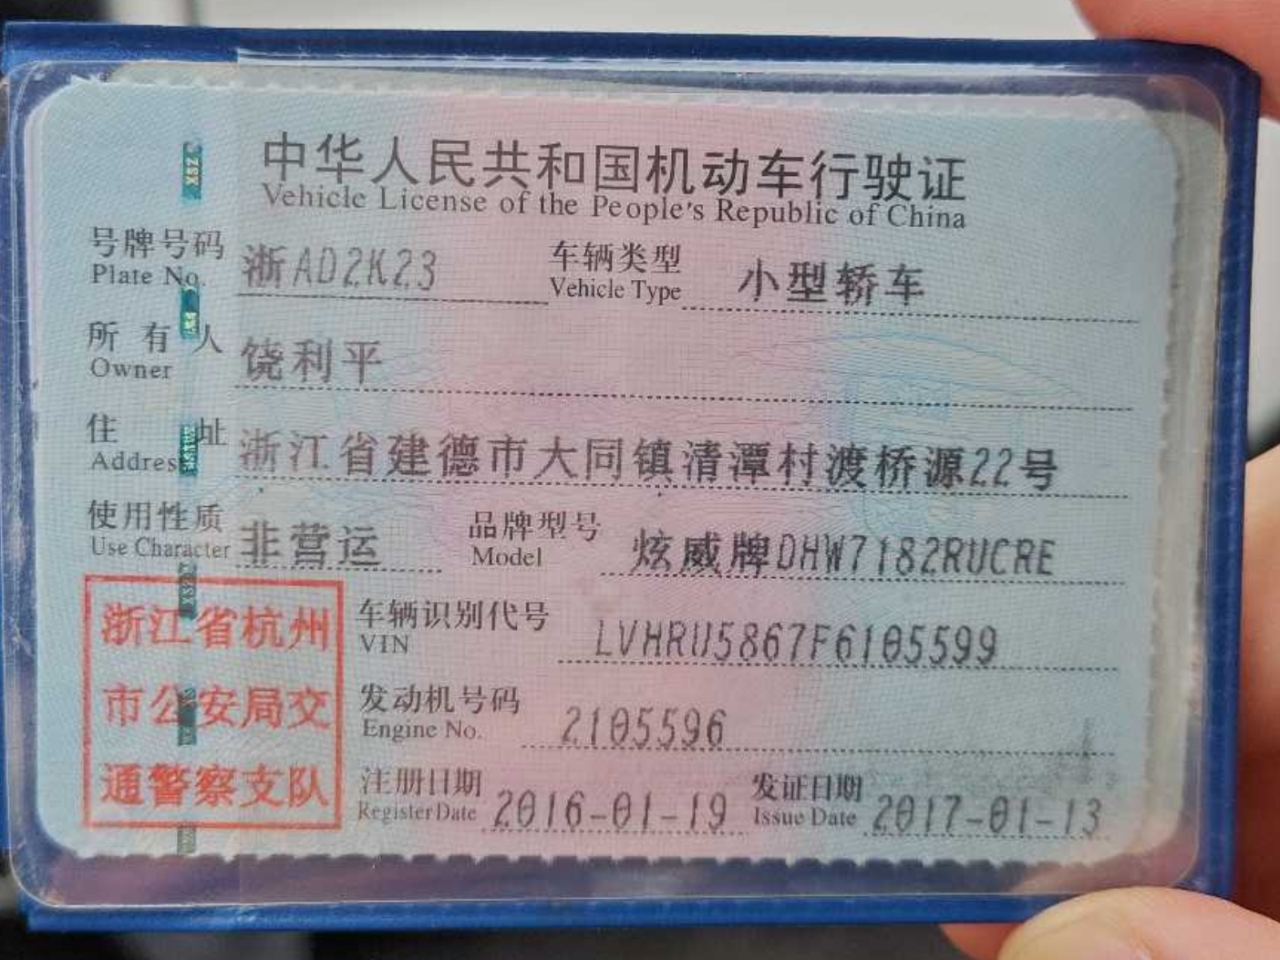 中华人民共和国机动车行驶证
Vehicle License of the People's Republic of China
号牌号码 浙AD2K23 车辆类型 小型轿车
Plate No. Vehicle Type
所有人 饶利平
Owner
住址 浙江省建德市大同镇清潭村渡桥源22号
Address
使用性质 非营运 品牌型号 炫威牌DHW7182RUCRE
Use Character Model
浙江省杭州
市公安局交
通警察支队
车辆识别代号 LVHRU5867F6105599
VIN
发动机号码 2105596
Engine No.
注册日期 2016-01-19 发证日期 2017-01-13
Register Date Issue Date